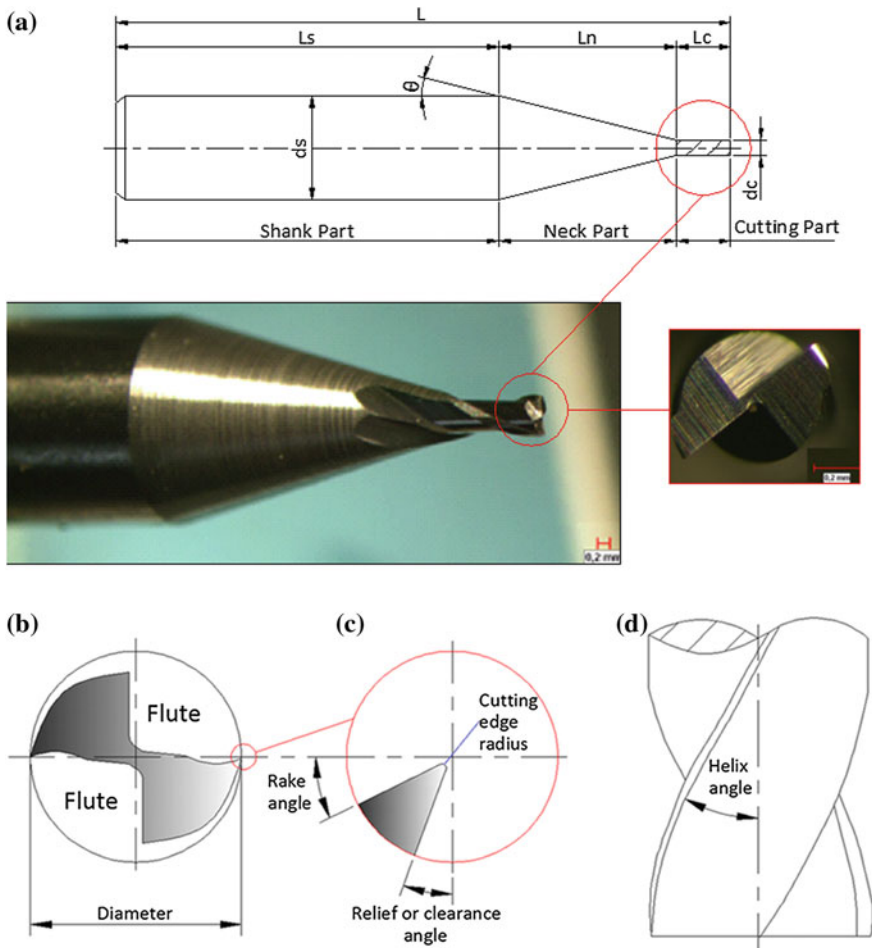 (a)
L
Ls
Ln
Lc
θ
ds
dc
Shank Part
Neck Part
Cutting Part
0,2 mm
0,2 mm
(b)
(c)
(d)
Flute
Flute
Diameter
Cutting
edge
radius
Rake
angle
Relief or clearance
angle
Helix
angle